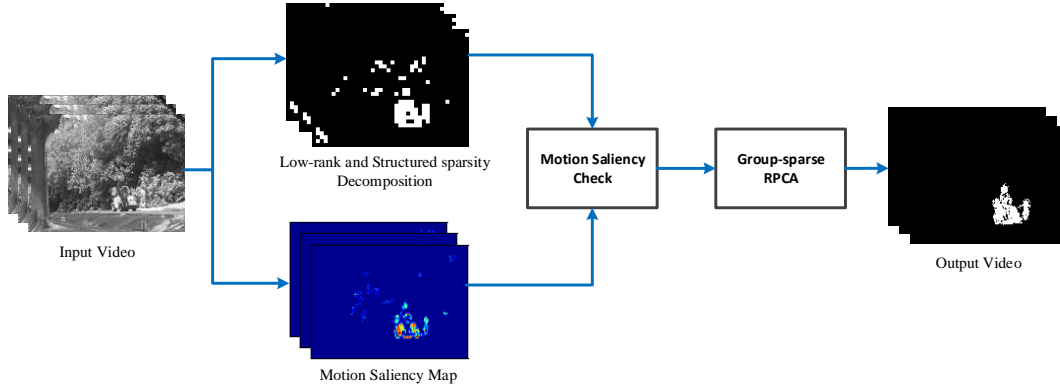 Input Video
Low-rank and Structured sparsity
Decomposition
Motion Saliency Map
Motion Saliency
Check
Group-sparse
RPCA
Output Video